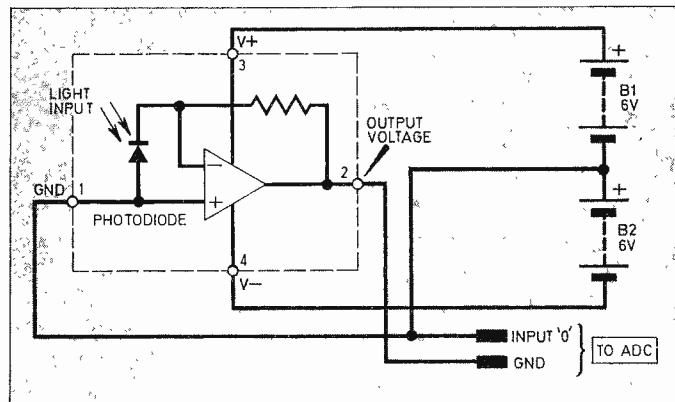 V+
3
LIGHT
INPUT
+
B1
6V
OUTPUT
VOLTAGE
2
−
+
GND
1
PHOTODIODE
+
B2
6V
4
V−
INPUT '0'
GND
TO ADC